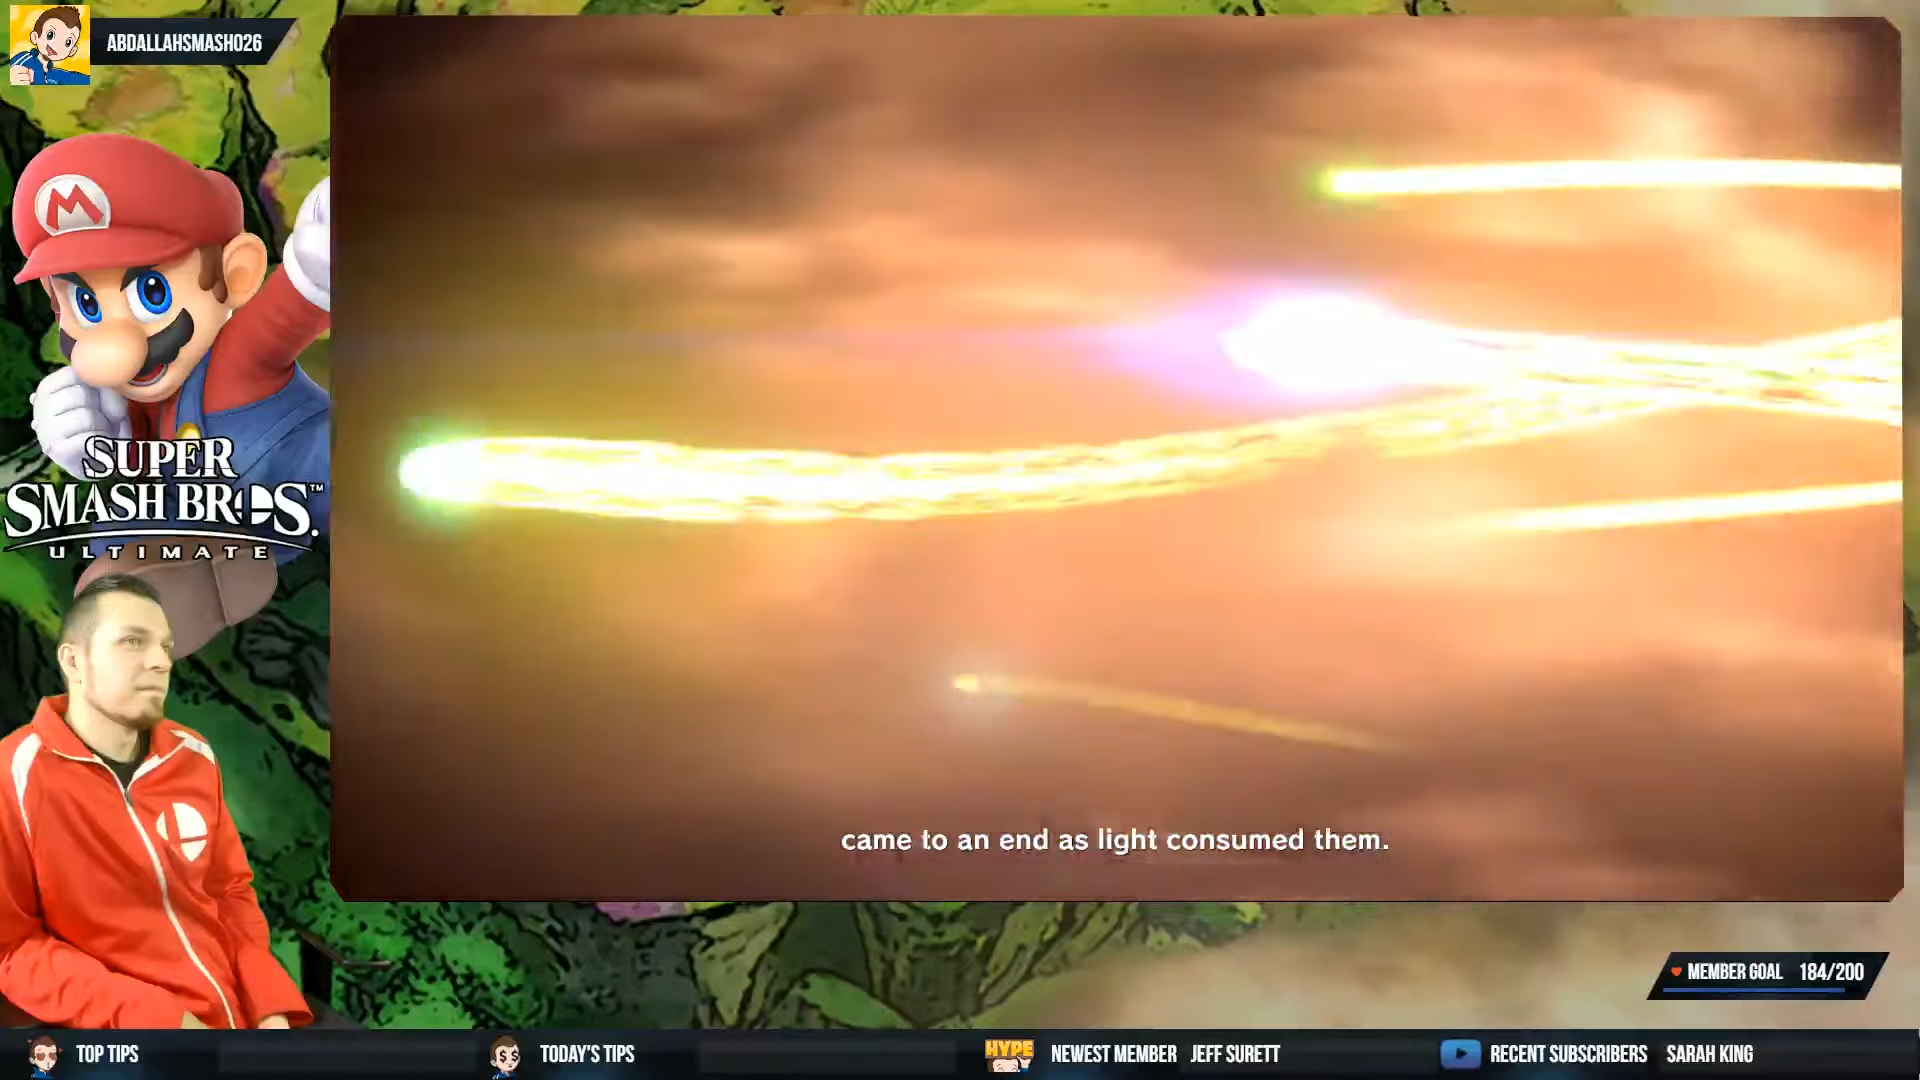 ABDALLAHSMASH026
M
SUPER
SMASH BROS.™
ULTIMATE
came to an end as light consumed them.
MEMBER GOAL 184/200
TOP TIPS
TODAY'S TIPS
HYPE
NEWEST MEMBER JEFF SURETT
RECENT SUBSCRIBERS SARAH KING